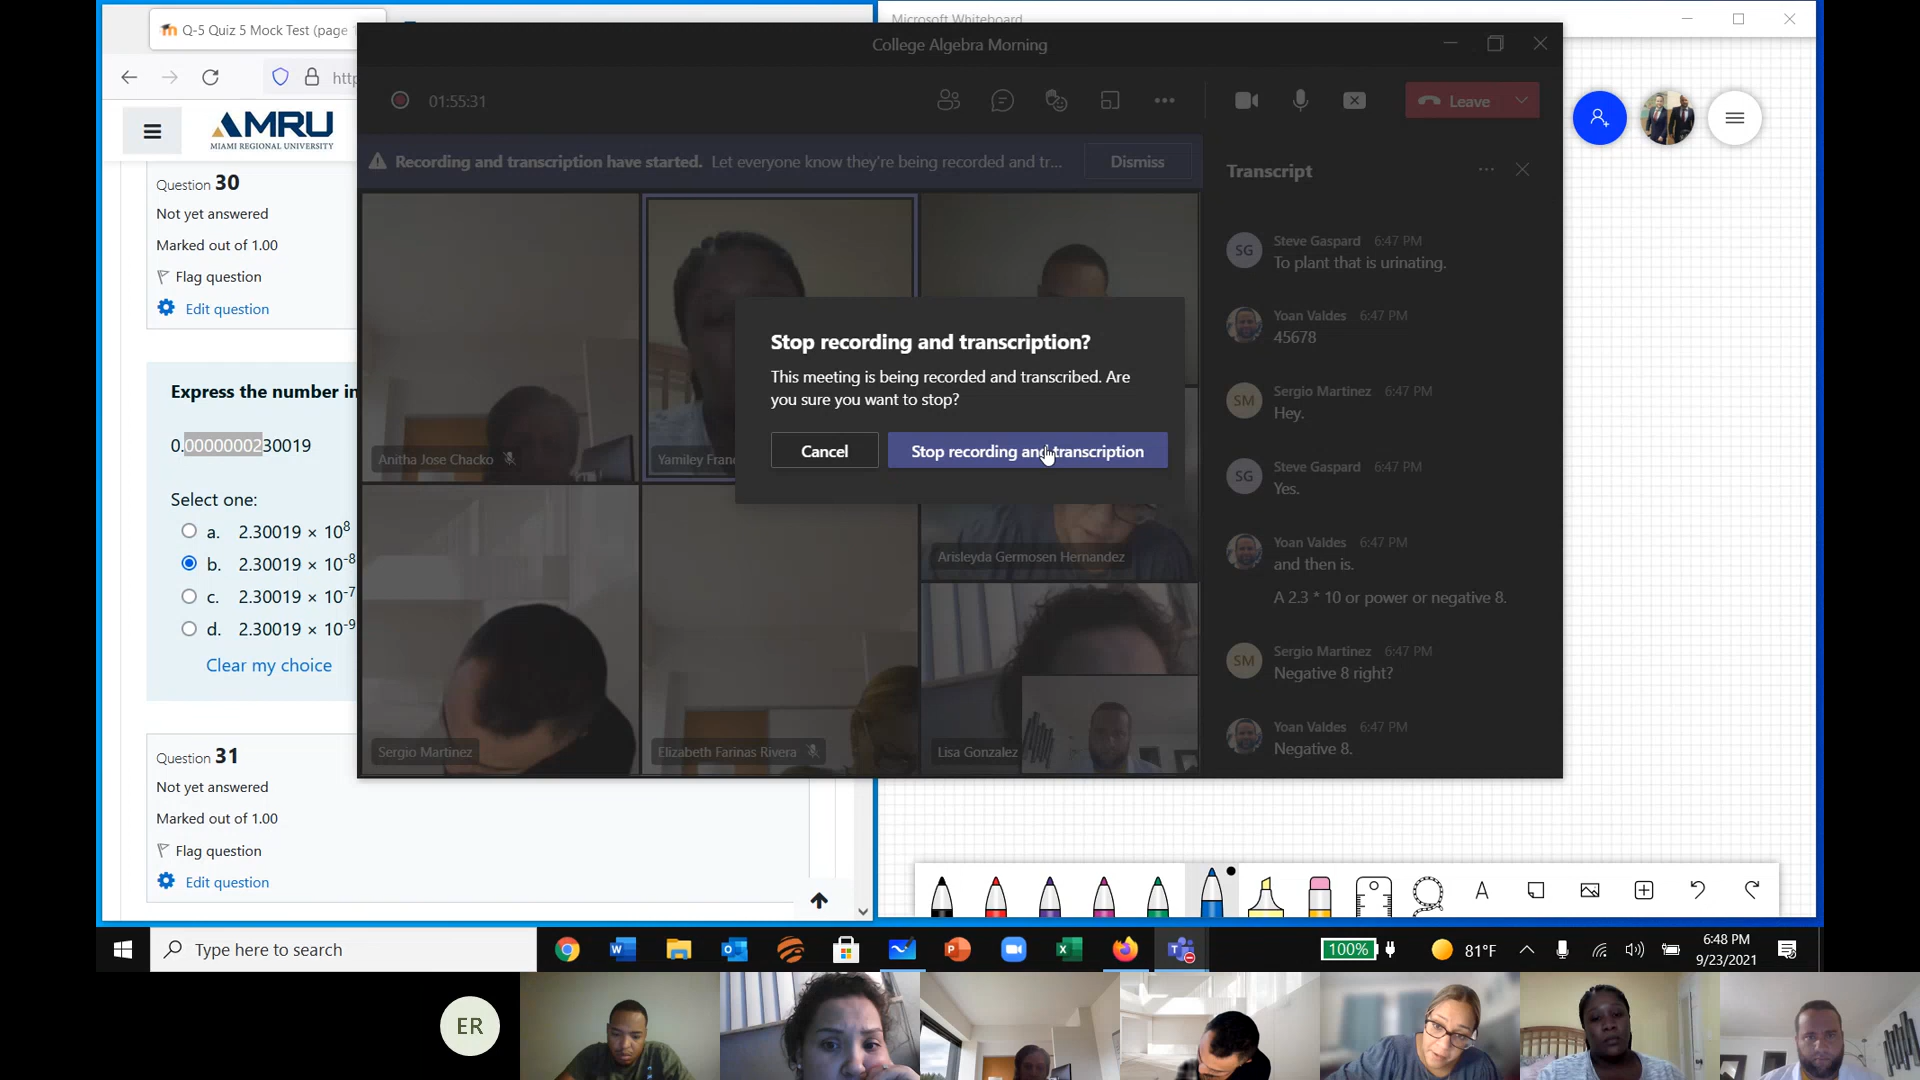 Q-5 Quiz 5 Mock Test (page
Microsoft Whiteboard
College Algebra Morning
01:55:31
Leave
MRU
MIAMI REGIONAL UNIVERSITY
Recording and transcription have started. Let everyone know they're being recorded and tr...
Dismiss
Transcript
Question 30
Not yet answered
Marked out of 1.00
Flag question
Edit question
Express the number in
0.0000000230019
Select one:
a. 2.30019 × 10⁸
b. 2.30019 × 10⁻⁸
c. 2.30019 × 10⁻⁷
d. 2.30019 × 10⁻⁹
Clear my choice
Question 31
Not yet answered
Marked out of 1.00
Flag question
Edit question
Stop recording and transcription?
This meeting is being recorded and transcribed. Are
you sure you want to stop?
Cancel
Stop recording and transcription
Anitha Jose Chacko
Yamiley Fran
Arisleyda Germosen Hernandez
Sergio Martinez
Elizabeth Farinas Rivera
Lisa Gonzalez
SG
Steve Gaspard 6:47 PM
To plant that is urinating.
Yoan Valdes 6:47 PM
45678
SM
Sergio Martinez 6:47 PM
Hey.
SG
Steve Gaspard 6:47 PM
Yes.
Yoan Valdes 6:47 PM
and then is.
A 2.3 * 10 or power or negative 8.
SM
Sergio Martinez 6:47 PM
Negative 8 right?
Yoan Valdes 6:47 PM
Negative 8.
Type here to search
100%
81°F
6:48 PM
9/23/2021
ER